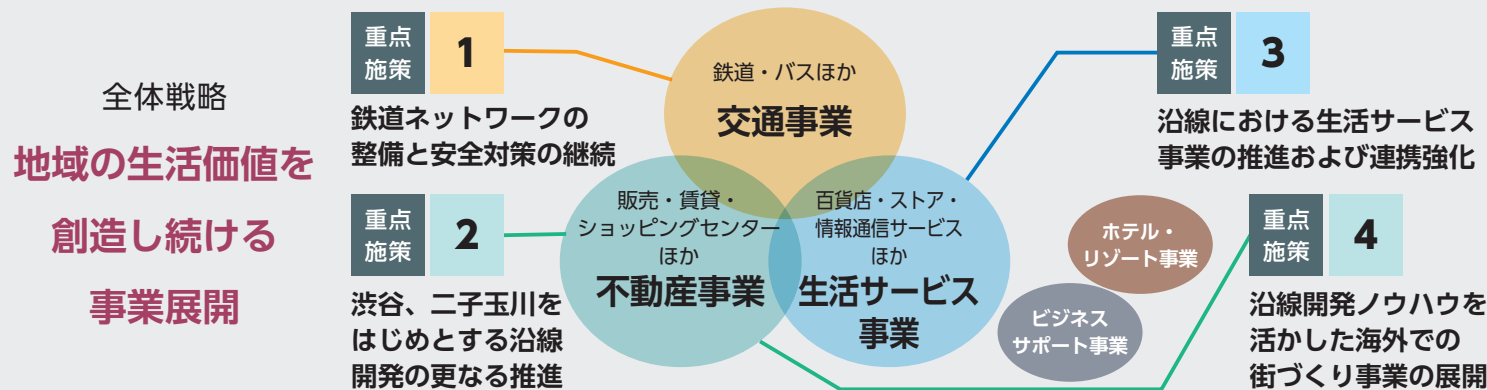 全体戦略
地域の生活価値を
創造し続ける
事業展開
重点
施策
1
鉄道ネットワークの
整備と安全対策の継続
重点
施策
2
渋谷、二子玉川を
はじめとする沿線
開発の更なる推進
鉄道・バスほか
交通事業
販売・賃貸・
ショッピングセンター
ほか
不動産事業
百貨店・ストア・
情報通信サービス
ほか
生活サービス
事業
ホテル・
リゾート事業
ビジネス
サポート事業
重点
施策
3
沿線における生活サービス
事業の推進および連携強化
重点
施策
4
沿線開発ノウハウを
活かした海外での
街づくり事業の展開